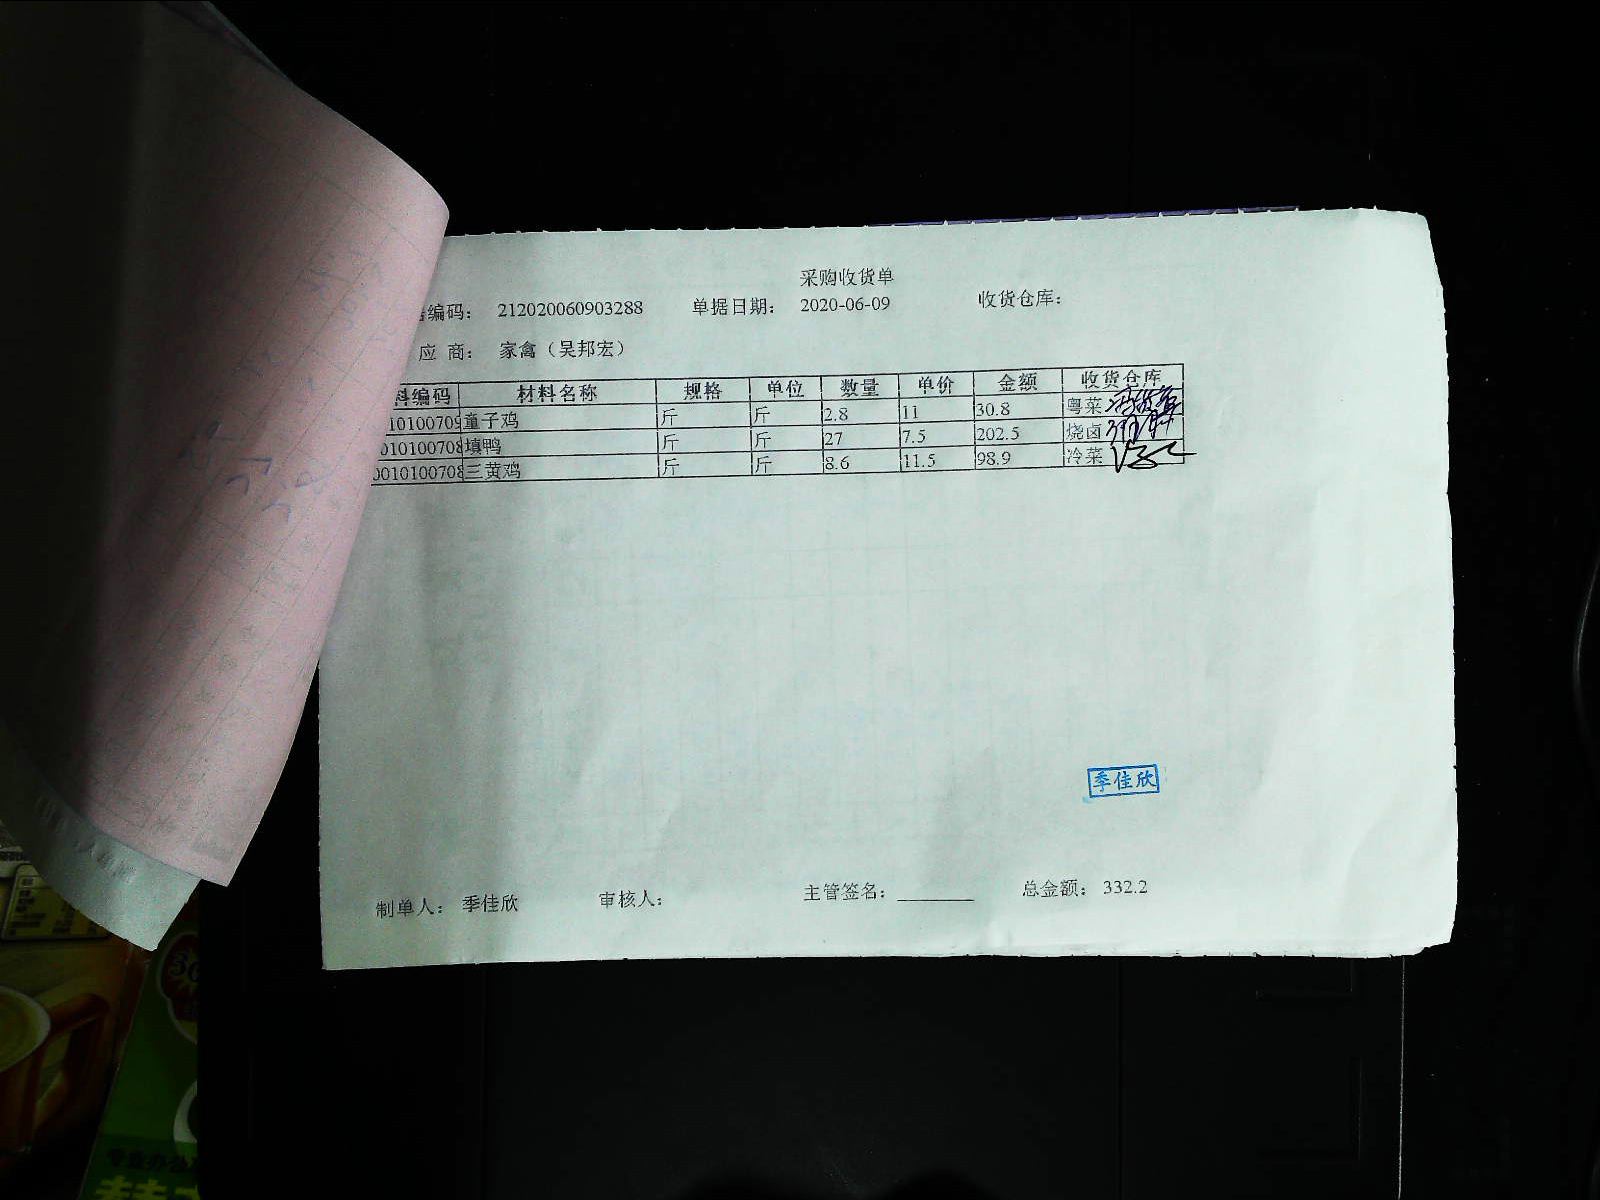 采购收货单
编码： 212020060903288 单据日期： 2020-06-09 收货仓库：
应 商： 家禽（吴邦宏）
料编码 材料名称 规格 单位 数量 单价 金额 收货仓库
10100709 童子鸡 斤 斤 2.8 11 30.8 粤菜
010100708 填鸭 斤 斤 27 7.5 202.5 烧卤
0010100708 三黄鸡 斤 斤 8.6 11.5 98.9 冷菜
季佳欣
制单人： 季佳欣 审核人： 主管签名： 总金额： 332.2